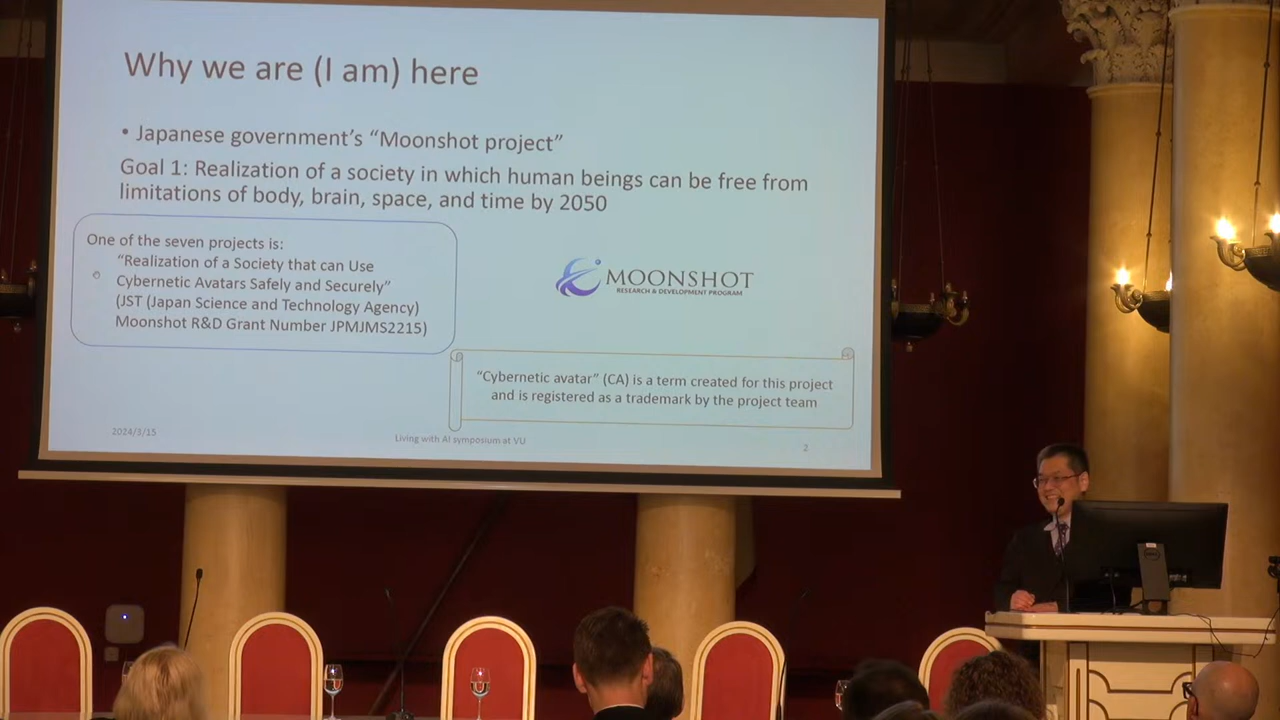 Why we are (I am) here
• Japanese government's “Moonshot project”
Goal 1: Realization of a society in which human beings can be free from
limitations of body, brain, space, and time by 2050
One of the seven projects is:
“Realization of a Society that can Use
Cybernetic Avatars Safely and Securely”
(JST (Japan Science and Technology Agency)
Moonshot R&D Grant Number JPMJMS2215)
MOONSHOT
RESEARCH & DEVELOPMENT PROGRAM
“Cybernetic avatar” (CA) is a term created for this project
and is registered as a trademark by the project team
2024/3/15
Living with AI symposium at VU
2